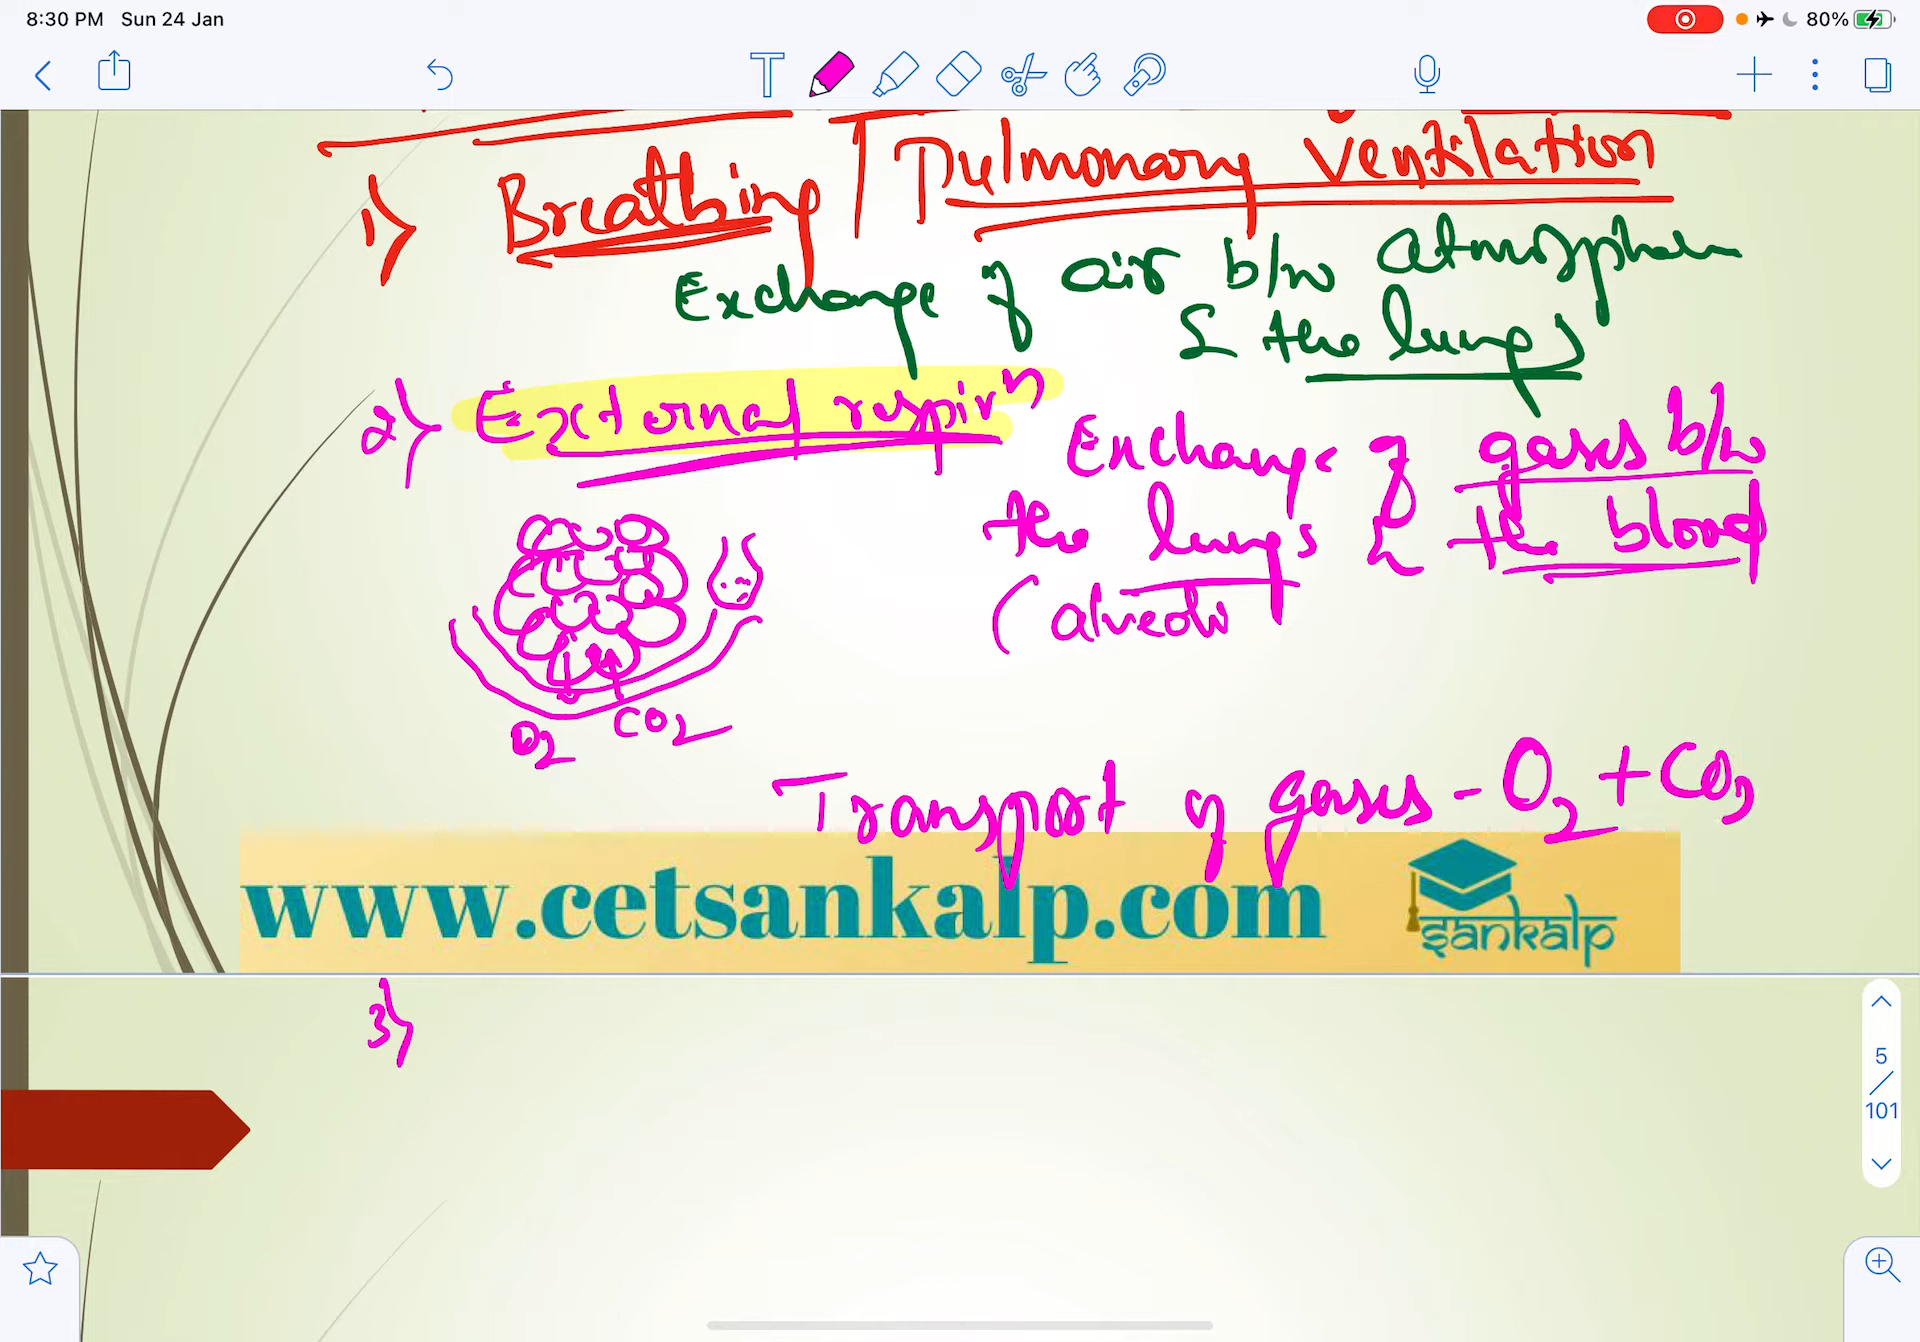 8:30 PM Sun 24 Jan
80%
1) Breathing / Pulmonary Ventilation
Exchange of air b/w atmosphere
& the lungs
2) External respirn
Exchange of gases b/w
the lungs & the blood
(alveoli
O2 CO2
Transport of gases - O2 + CO2
www.cetsankalp.com
sankalp
3)
5
/
101